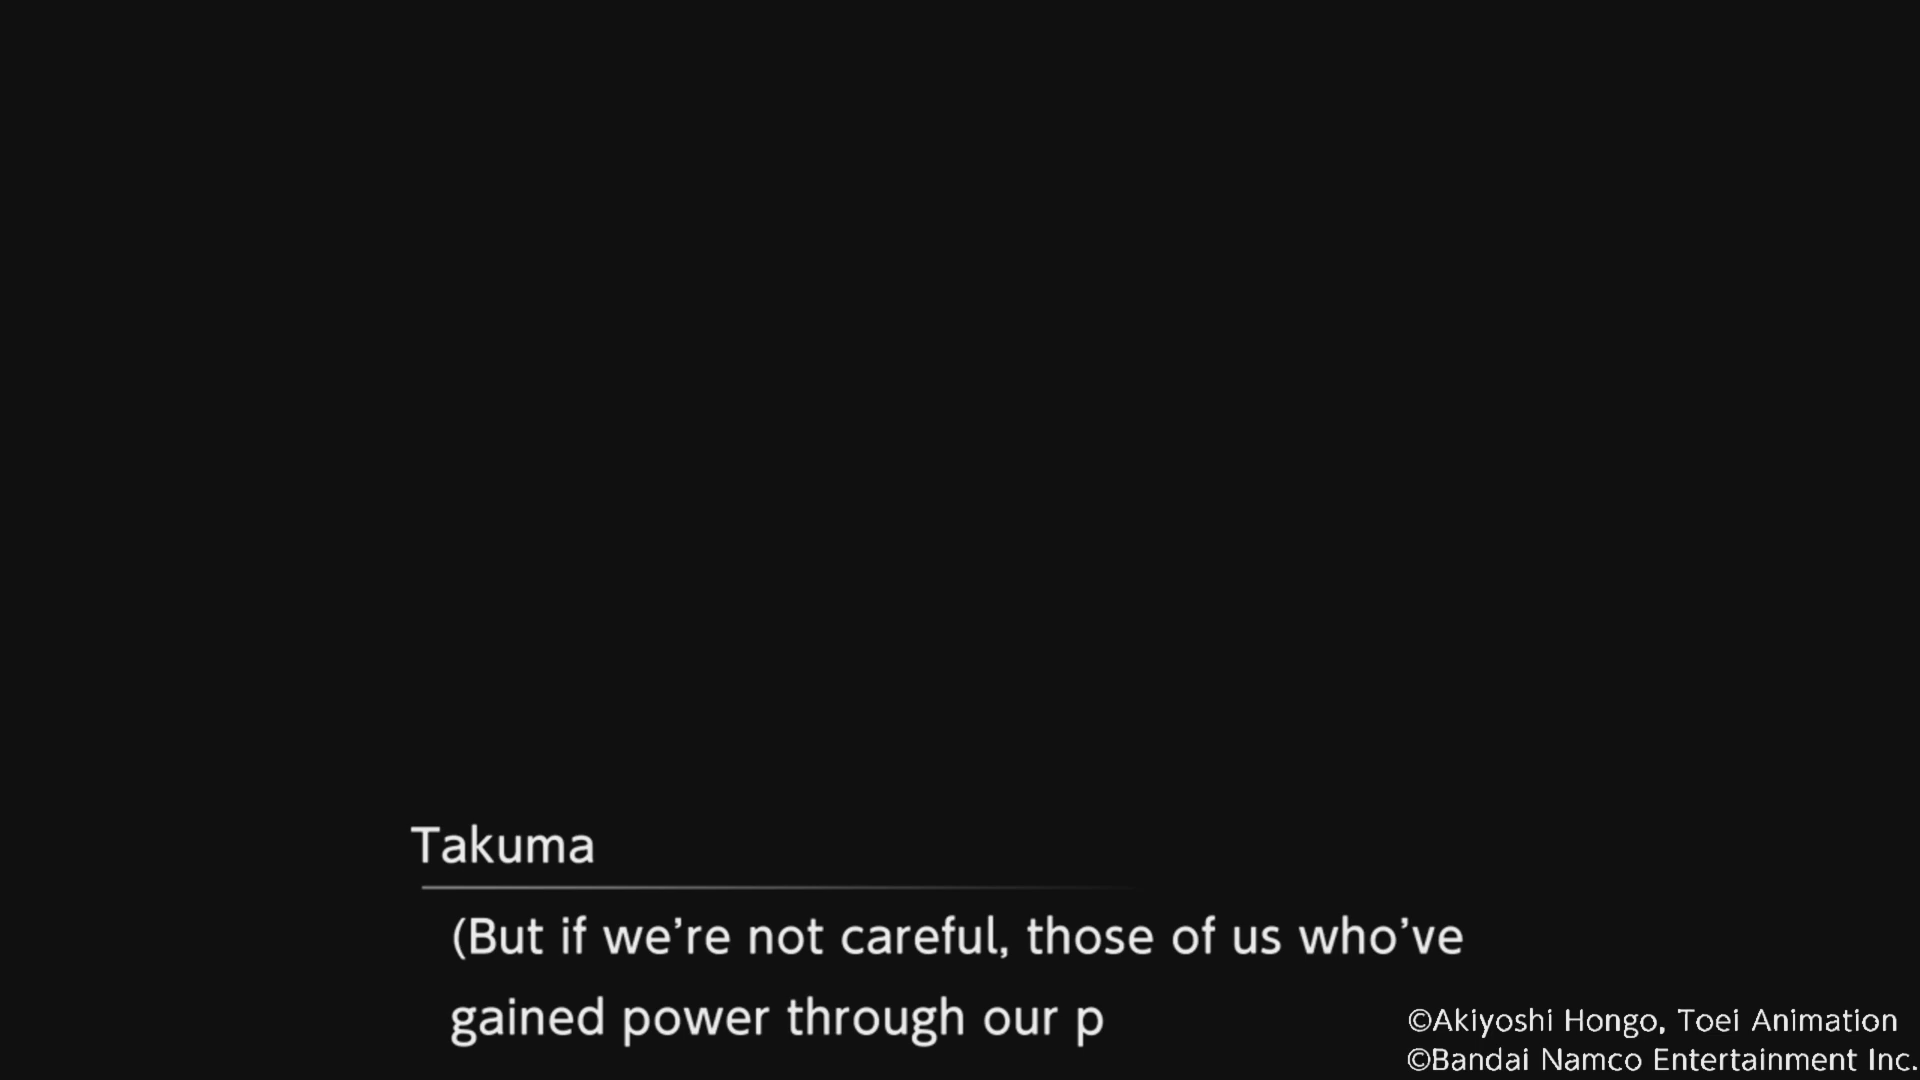 Takuma
(But if we’re not careful, those of us who’ve
gained power through our p
©Akiyoshi Hongo, Toei Animation
©Bandai Namco Entertainment Inc.